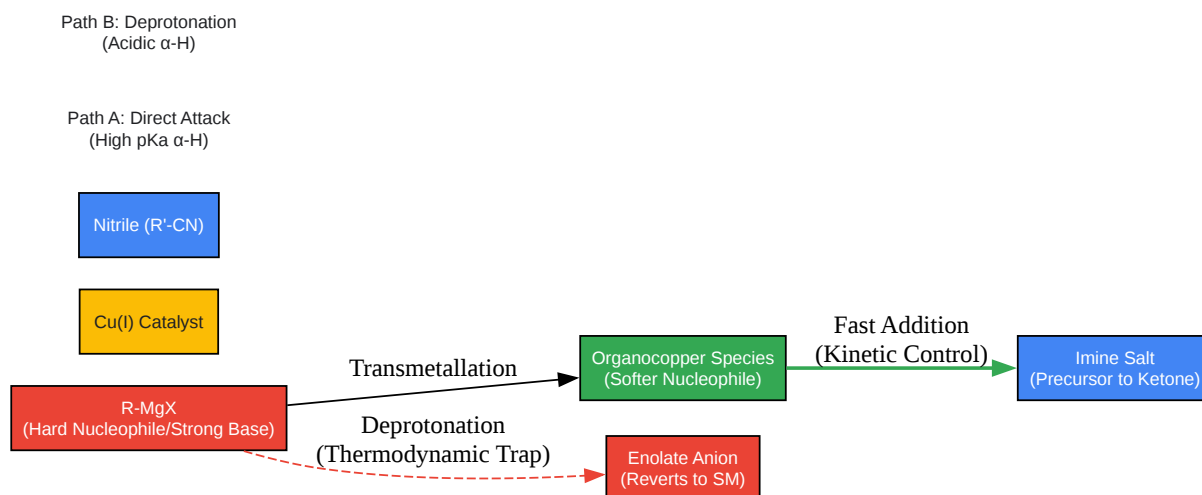 Path B: Deprotonation
(Acidic α-H)
Path A: Direct Attack
(High pKa α-H)
Nitrile (R'-CN)
Cu(I) Catalyst
R-MgX
(Hard Nucleophile/Strong Base)
Transmetallation
Deprotonation
(Thermodynamic Trap)
Organocopper Species
(Softer Nucleophile)
Enolate Anion
(Reverts to SM)
Fast Addition
(Kinetic Control)
Imine Salt
(Precursor to Ketone)